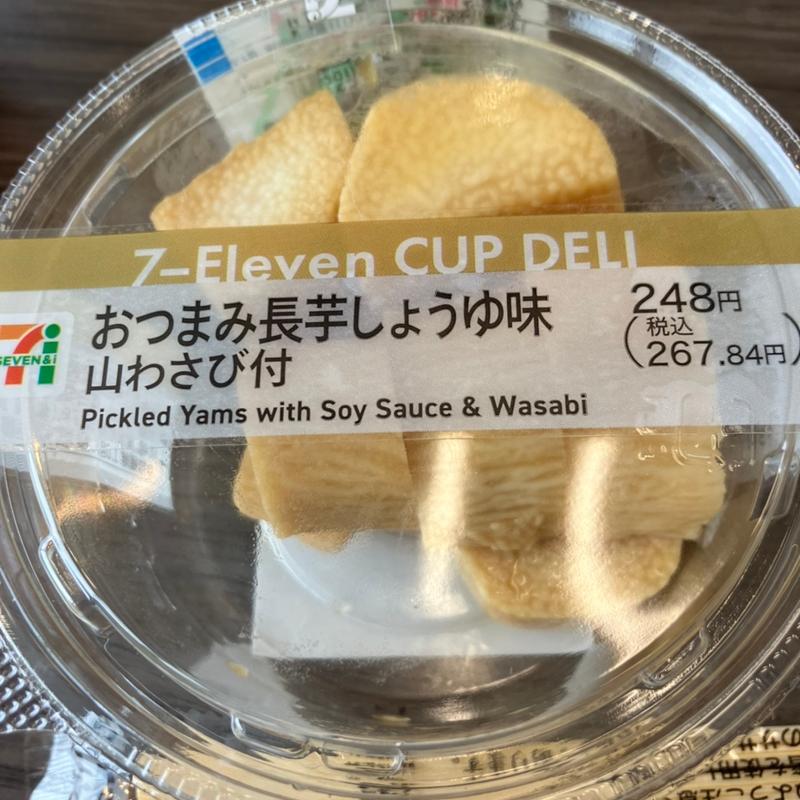 7-Eleven CUP DELI
SEVEN&i
おつまみ長芋しょうゆ味
山わさび付
Pickled Yams with Soy Sauce & Wasabi
248円
(税込
267.84円)